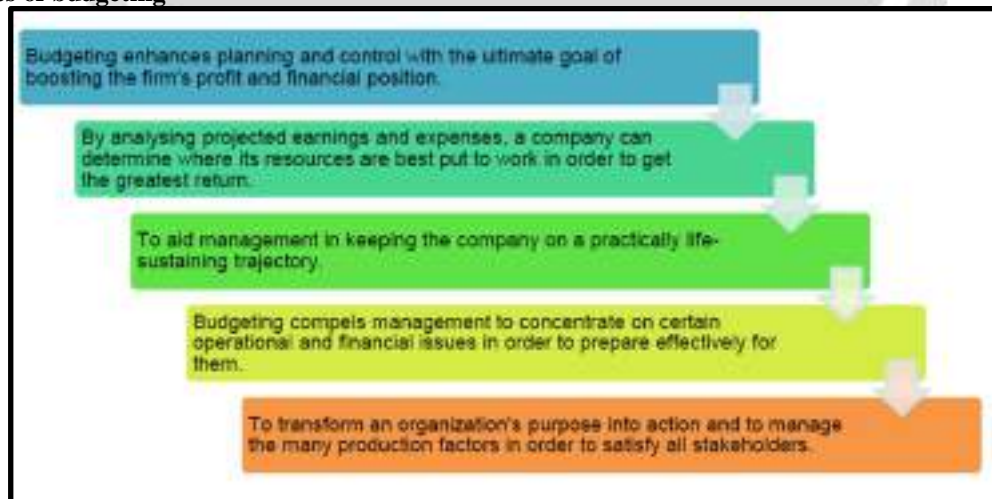 of budgeting
Budgeting enhances planning and control with the ultimate goal of
boosting the firm's profit and financial position.
By analysing projected earnings and expenses, a company can
determine where its resources are best put to work in order to get
the greatest return.
To aid management in keeping the company on a practically life-
sustaining trajectory.
Budgeting compels management to concentrate on certain
operational and financial issues in order to prepare effectively for
them.
To transform an organization's purpose into action and to manage
the many production factors in order to satisfy all stakeholders.